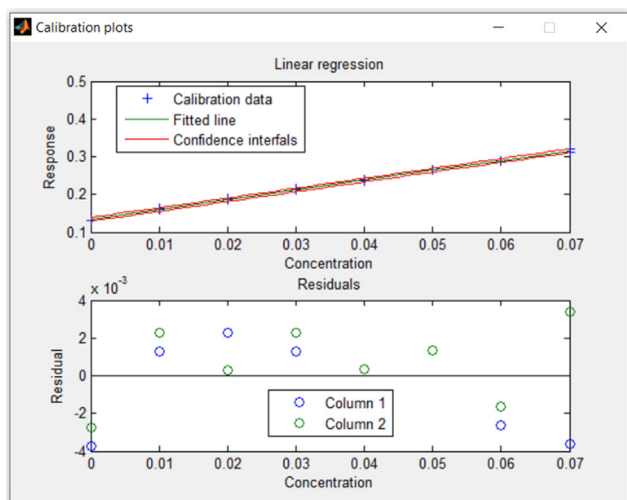 Calibration plots
Linear regression
0.5
0.4
0.3
0.2
0.1
Response
Calibration data
Fitted line
Confidence interfals
0 0.01 0.02 0.03 0.04 0.05 0.06 0.07
Concentration
Residuals
x 10⁻³
4
2
0
-2
-4
Residual
Column 1
Column 2
0 0.01 0.02 0.03 0.04 0.05 0.06 0.07
Concentration